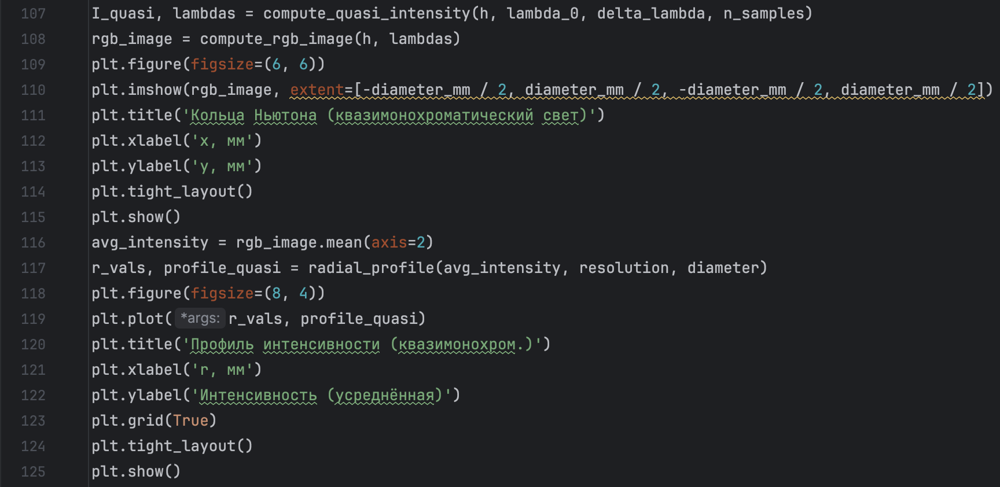 107 I_quasi, lambdas = compute_quasi_intensity(h, lambda_0, delta_lambda, n_samples)
108 rgb_image = compute_rgb_image(h, lambdas)
109 plt.figure(figsize=(6, 6))
110 plt.imshow(rgb_image, extent=[-diameter_mm / 2, diameter_mm / 2, -diameter_mm / 2, diameter_mm / 2])
111 plt.title('Кольца Ньютона (квазимонохроматический свет)')
112 plt.xlabel('x, мм')
113 plt.ylabel('y, мм')
114 plt.tight_layout()
115 plt.show()
116 avg_intensity = rgb_image.mean(axis=2)
117 r_vals, profile_quasi = radial_profile(avg_intensity, resolution, diameter)
118 plt.figure(figsize=(8, 4))
119 plt.plot( *args: r_vals, profile_quasi)
120 plt.title('Профиль интенсивности (квазимонохром.)')
121 plt.xlabel('r, мм')
122 plt.ylabel('Интенсивность (усреднённая)')
123 plt.grid(True)
124 plt.tight_layout()
125 plt.show()